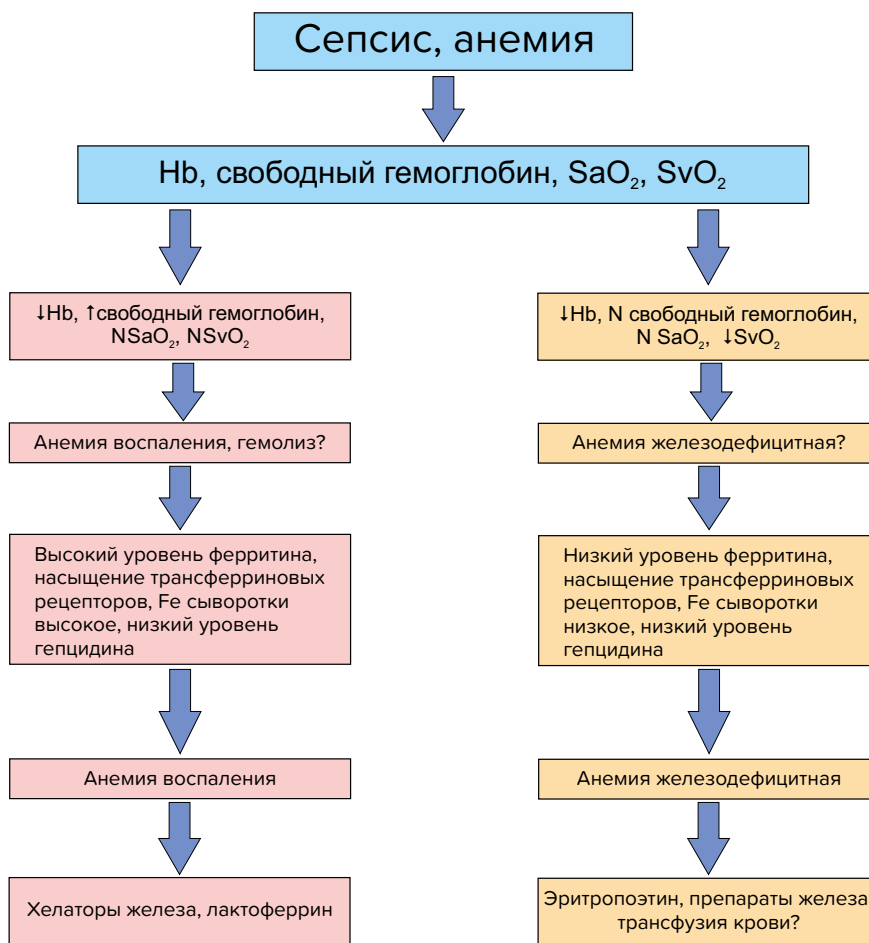 Сепсис, анемия
Hb, свободный гемоглобин, SaO₂, SvO₂
↓Hb, ↑свободный гемоглобин,
NSaO₂, NSvO₂
Анемия воспаления, гемолиз?
Высокий уровень ферритина,
насыщение трансферриновых
рецепторов, Fe сыворотки
высокое, низкий уровень
гепцидина
Анемия воспаления
Хелаторы железа, лактоферрин
↓Hb, N свободный гемоглобин,
N SaO₂, ↓SvO₂
Анемия железодефицитная?
Низкий уровень ферритина,
насыщение трансферриновых
рецепторов, Fe сыворотки
низкое, низкий уровень
гепцидина
Анемия железодефицитная
Эритропоэтин, препараты железа
трансфузия крови?